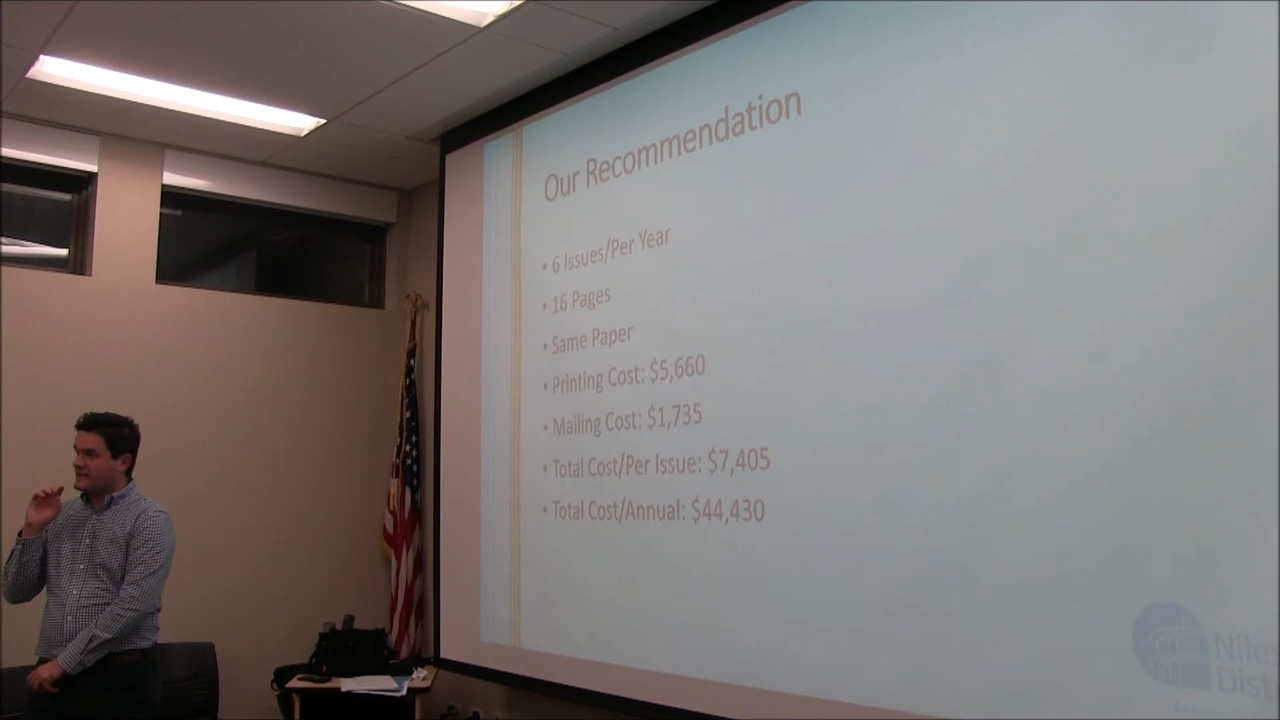 Our Recommendation
• 6 Issues/Per Year
• 16 Pages
• Same Paper
• Printing Cost: $5,660
• Mailing Cost: $1,735
• Total Cost/Per Issue: $7,405
• Total Cost/Annual: $44,430